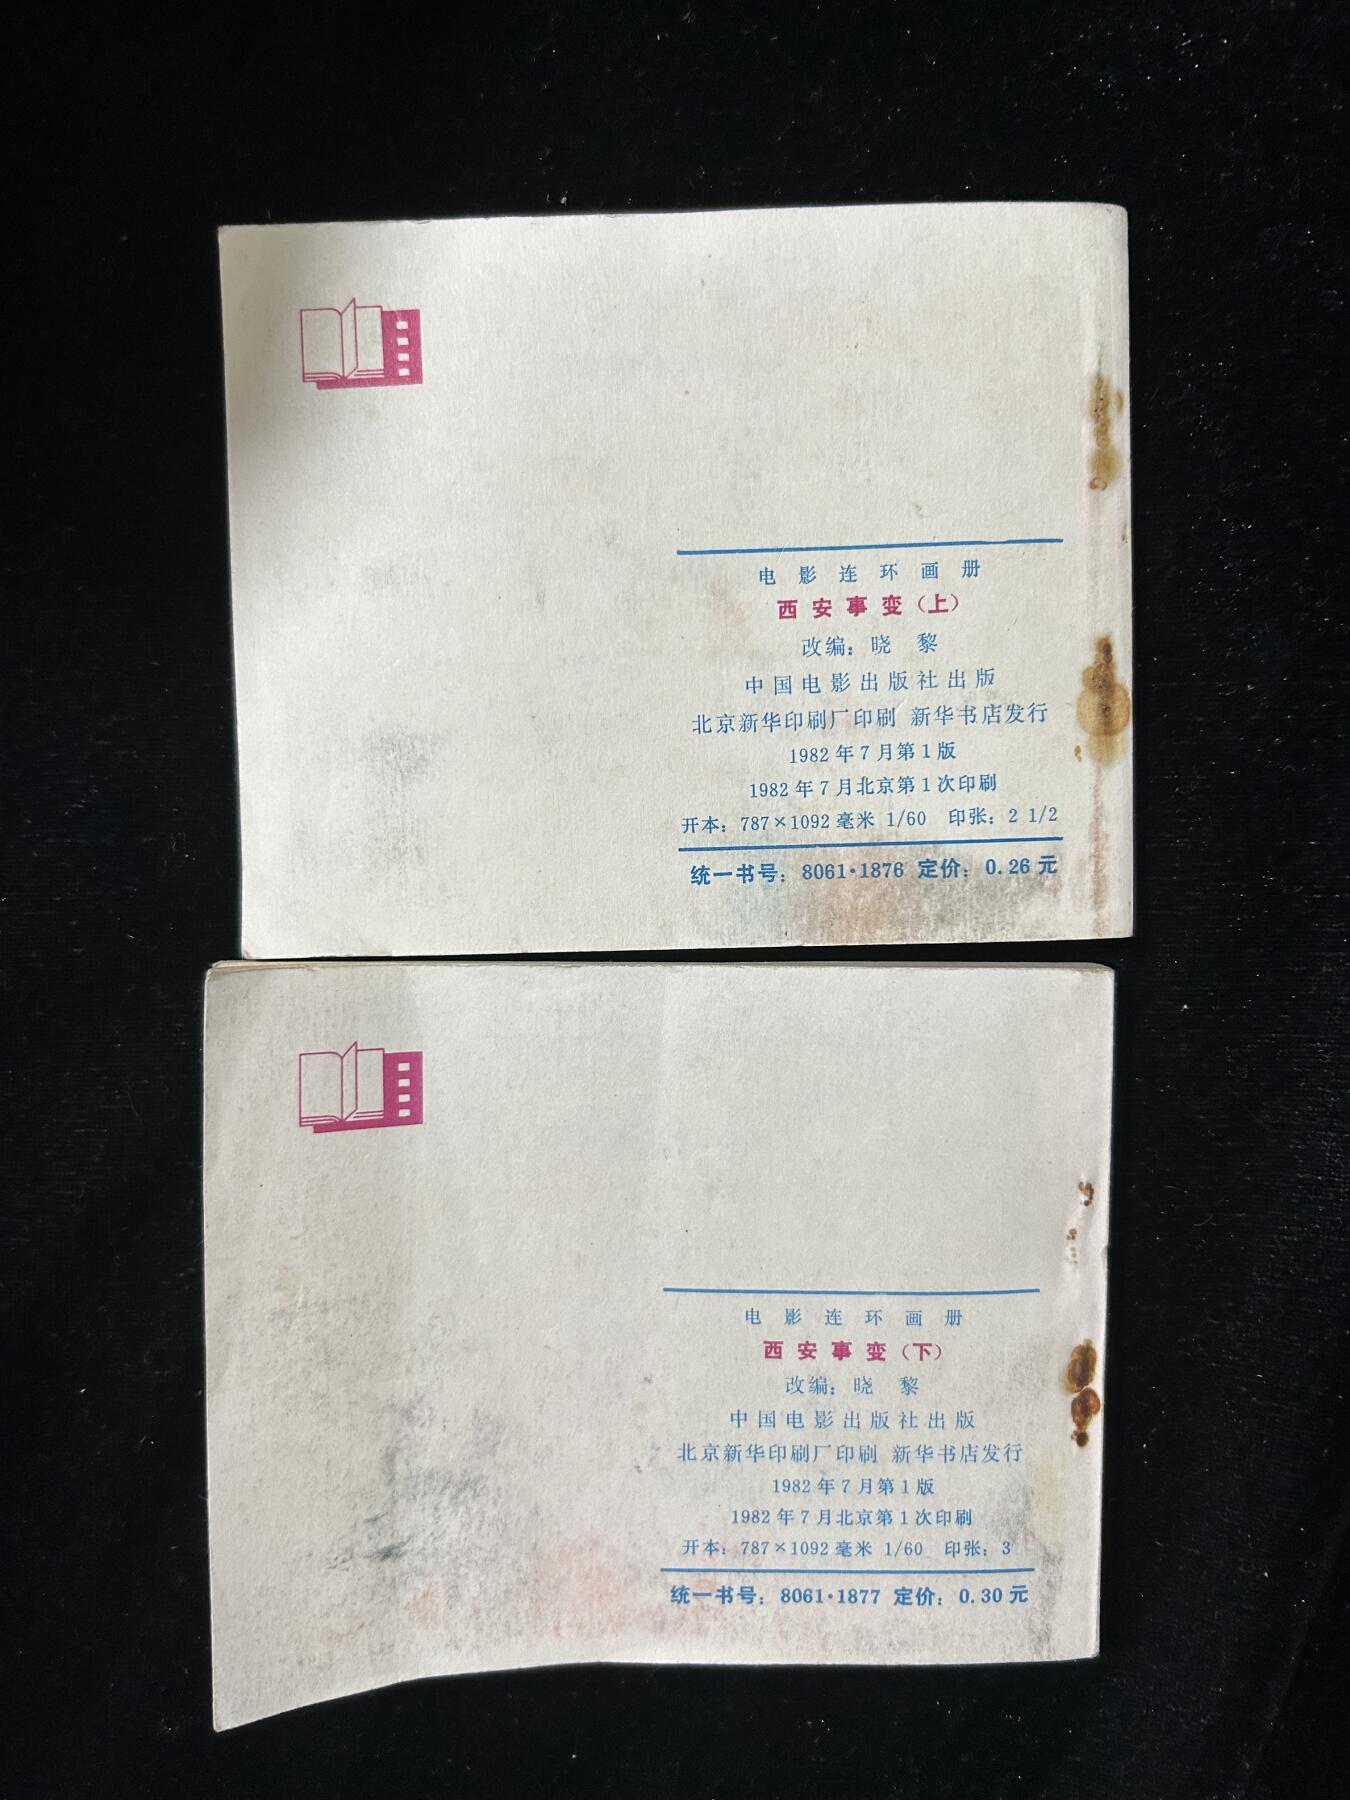 电影连环画册
西安事变（上）
改编：晓 黎
中国电影出版社出版
北京新华印刷厂印刷 新华书店发行
1982年7月第1版
1982年7月北京第1次印刷
开本：787×1092毫米 1/60 印张：2 1/2
统一书号：8061·1876 定价：0.26元
电影连环画册
西安事变（下）
改编：晓 黎
中国电影出版社出版
北京新华印刷厂印刷 新华书店发行
1982年7月第1版
1982年7月北京第1次印刷
开本：787×1092毫米 1/60 印张：3
统一书号：8061·1877 定价：0.30元